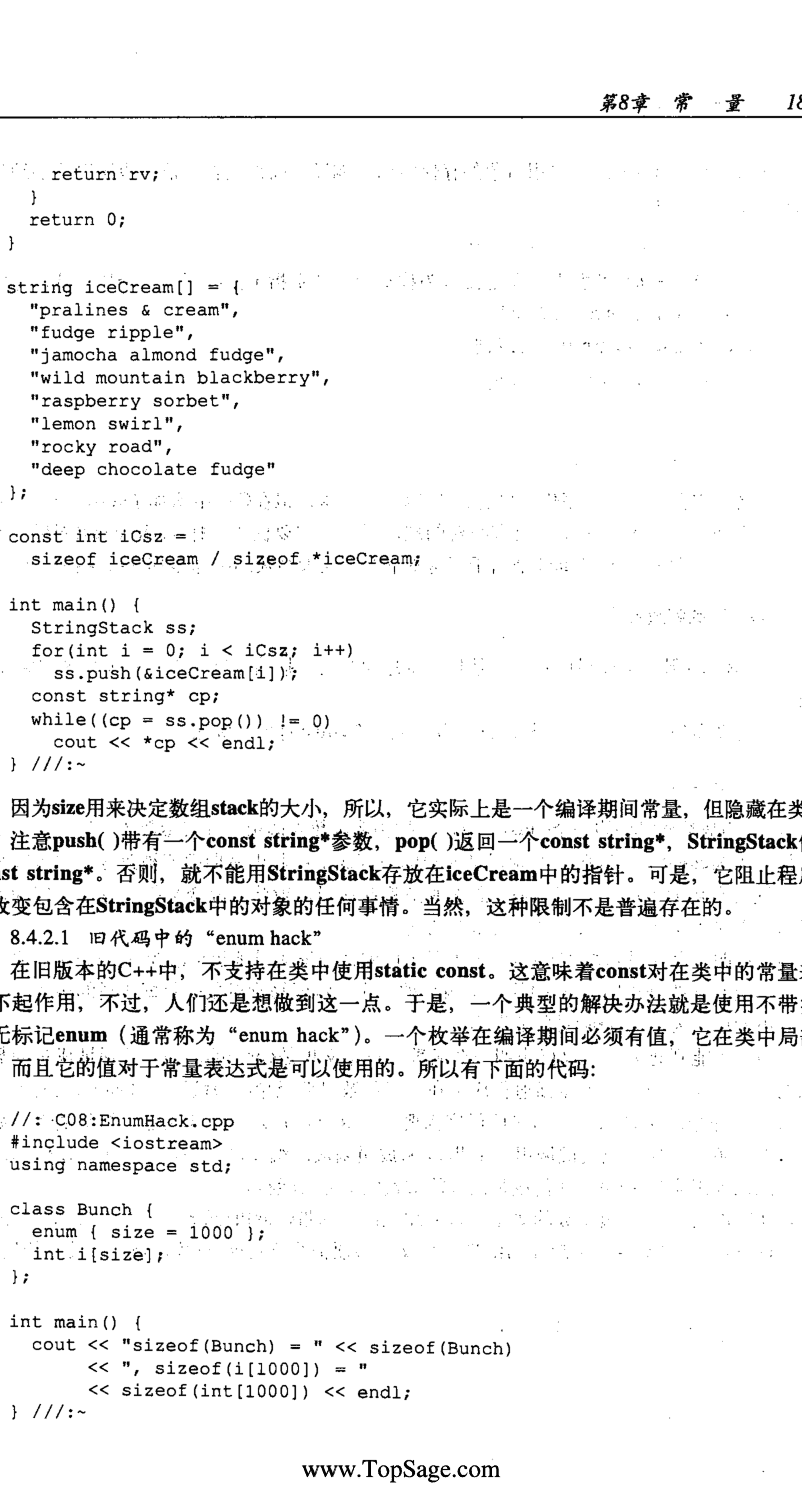 第8章 常 量 18
return rv;
}
return 0;
}
string iceCream[] = {
"pralines & cream",
"fudge ripple",
"jamocha almond fudge",
"wild mountain blackberry",
"raspberry sorbet",
"lemon swirl",
"rocky road",
"deep chocolate fudge"
};
const int iCsz =
sizeof iceCream / sizeof *iceCream;
int main() {
StringStack ss;
for(int i = 0; i < iCsz; i++)
ss.push(&iceCream[i]);
const string* cp;
while((cp = ss.pop()) != 0)
cout << *cp << endl;
} ///:~
因为size用来决定数组stack的大小，所以，它实际上是一个编译期间常量，但隐藏在类
注意push( )带有一个const string*参数，pop( )返回一个const string*，StringStack
st string*。否则，就不能用StringStack存放在iceCream中的指针。可是，它阻止程
改变包含在StringStack中的对象的任何事情。当然，这种限制不是普遍存在的。
8.4.2.1 旧代码中的“enum hack”
在旧版本的C++中，不支持在类中使用static const。这意味着const对在类中的常量
不起作用，不过，人们还是想做到这一点。于是，一个典型的解决办法就是使用不带
无标记enum（通常称为“enum hack”）。一个枚举在编译期间必须有值，它在类中局
而且它的值对于常量表达式是可以使用的。所以有下面的代码：
//: C08:EnumHack.cpp
#include <iostream>
using namespace std;
class Bunch {
enum { size = 1000 };
int i[size];
};
int main() {
cout << "sizeof(Bunch) = " << sizeof(Bunch)
<< ", sizeof(i[1000]) = "
<< sizeof(int[1000]) << endl;
} ///:~
www.TopSage.com